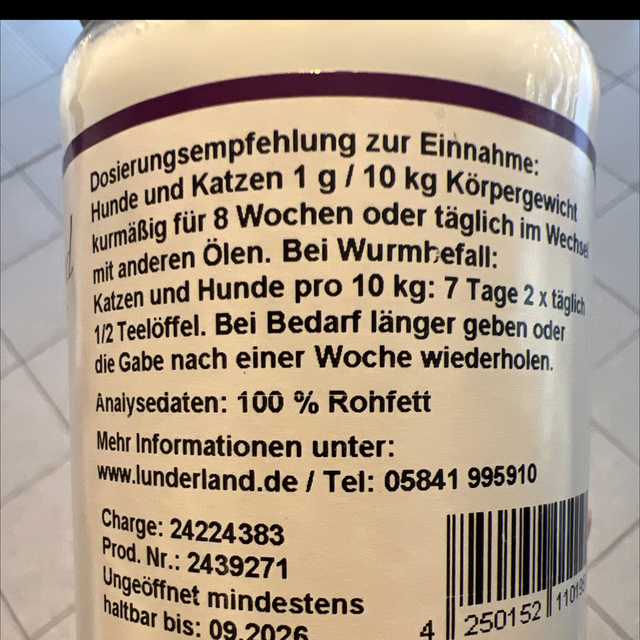 Dosierungsempfehlung zur Einnahme:
Hunde und Katzen 1 g / 10 kg Körpergewicht
kurmäßig für 8 Wochen oder täglich im Wechsel
mit anderen Ölen. Bei Wurmbefall:
Katzen und Hunde pro 10 kg: 7 Tage 2 x täglich
1/2 Teelöffel. Bei Bedarf länger geben oder
die Gabe nach einer Woche wiederholen.
Analysedaten: 100 % Rohfett
Mehr Informationen unter:
www.lunderland.de / Tel: 05841 995910
Charge: 24224383
Prod. Nr.: 2439271
Ungeöffnet mindestens
haltbar bis: 09.2026
4 250152